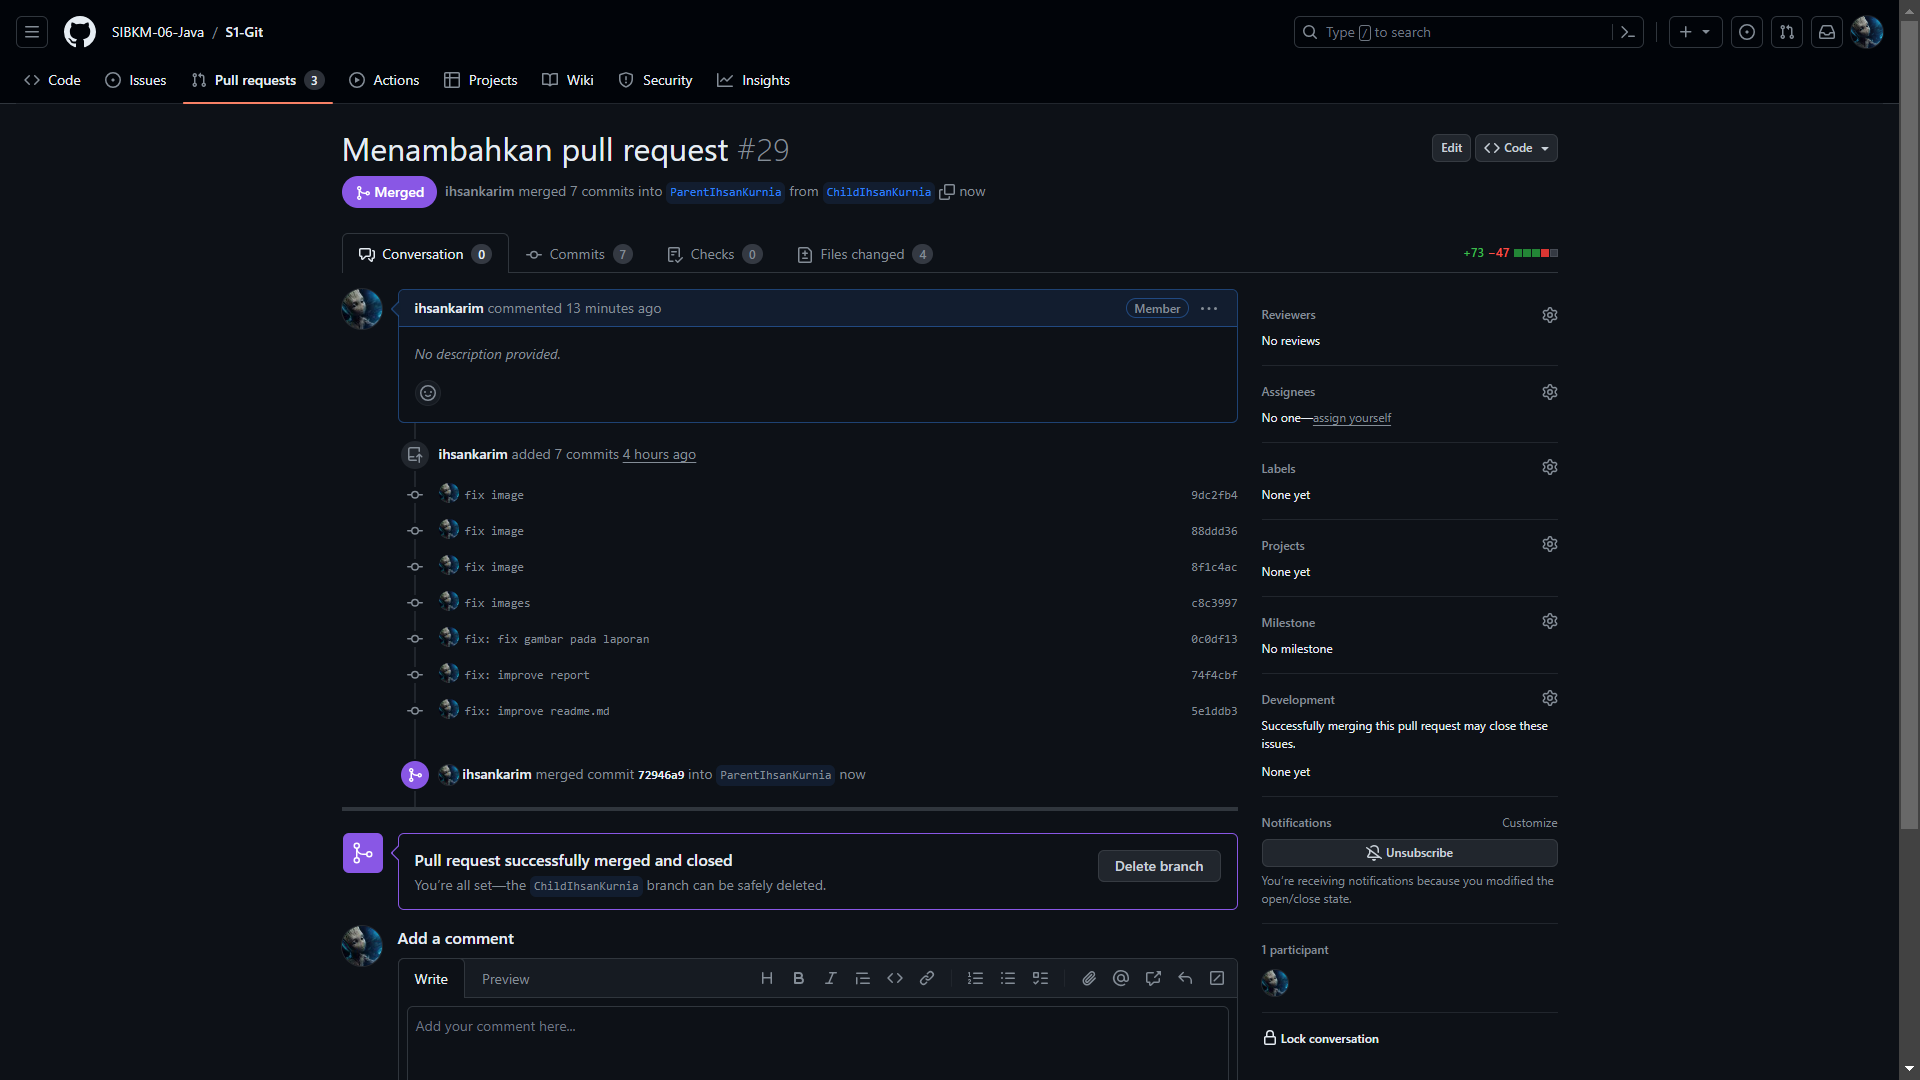 SIBKM-06-Java / S1-Git
Type / to search
Code Issues Pull requests 3 Actions Projects Wiki Security Insights
Menambahkan pull request #29
Edit Code
Merged ihsankarim merged 7 commits into ParentIhsanKurnia from ChildIhsanKurnia now
Conversation 0 Commits 7 Checks 0 Files changed 4
+73 −47
ihsankarim commented 13 minutes ago
Member
No description provided.
ihsankarim added 7 commits 4 hours ago
fix image 9dc2fb4
fix image 88ddd36
fix image 8f1c4ac
fix images c8c3997
fix: fix gambar pada laporan 0c0df13
fix: improve report 74f4cbf
fix: improve readme.md 5e1ddb3
ihsankarim merged commit 72946a9 into ParentIhsanKurnia now
Pull request successfully merged and closed
You're all set—the ChildIhsanKurnia branch can be safely deleted.
Delete branch
Add a comment
Write Preview
Add your comment here...
Reviewers
No reviews
Assignees
No one—assign yourself
Labels
None yet
Projects
None yet
Milestone
No milestone
Development
Successfully merging this pull request may close these
issues.
None yet
Notifications Customize
Unsubscribe
You're receiving notifications because you modified the
open/close state.
1 participant
Lock conversation